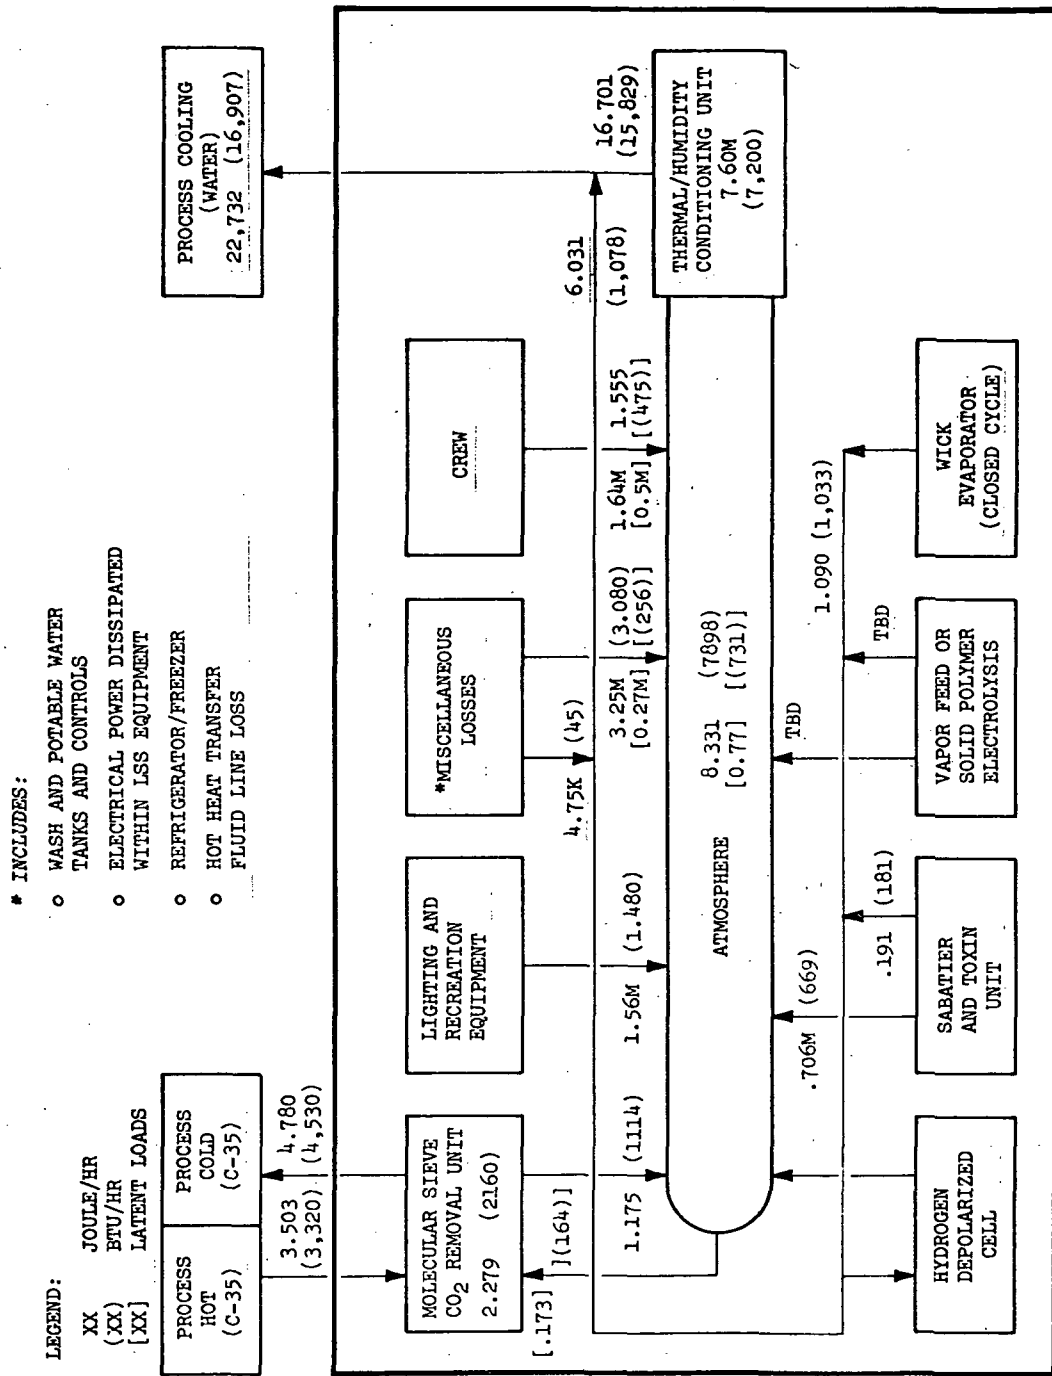 LEGEND:
XX JOULE/HR
(XX) BTU/HR
[XX] LATENT LOADS
* INCLUDES:
o WASH AND POTABLE WATER
TANKS AND CONTROLS
o ELECTRICAL POWER DISSIPATED
WITHIN LSS EQUIPMENT
o REFRIGERATOR/FREEZER
o HOT HEAT TRANSFER
FLUID LINE LOSS
PROCESS
HOT
(C-35)
PROCESS
COLD
(C-35)
PROCESS COOLING
(WATER)
22,732 (16,907)
3.503
(3,320)
4.780
(4,530)
MOLECULAR SIEVE
CO2 REMOVAL UNIT
2.279 (2160)
LIGHTING AND
RECREATION
EQUIPMENT
*MISCELLANEOUS
LOSSES
CREW
6.031
(1,078)
16.701
(15,829)
[.173]
](164)]
1.175 (1114)
1.56M (1.480)
4.75K (45)
3.25M (3.080)
[0.27M] [(256)]
1.64M 1.555
[0.5M] [(475)]
ATMOSPHERE
8.331 (7898)
[0.77] [(731)]
THERMAL/HUMIDITY
CONDITIONING UNIT
7.60M
(7,200)
.706M (669)
.191 (181)
TBD
TBD
1.090 (1,033)
HYDROGEN
DEPOLARIZED
CELL
SABATIER
AND TOXIN
UNIT
VAPOR FEED OR
SOLID POLYMER
ELECTROLYSIS
WICK
EVAPORATOR
(CLOSED CYCLE)